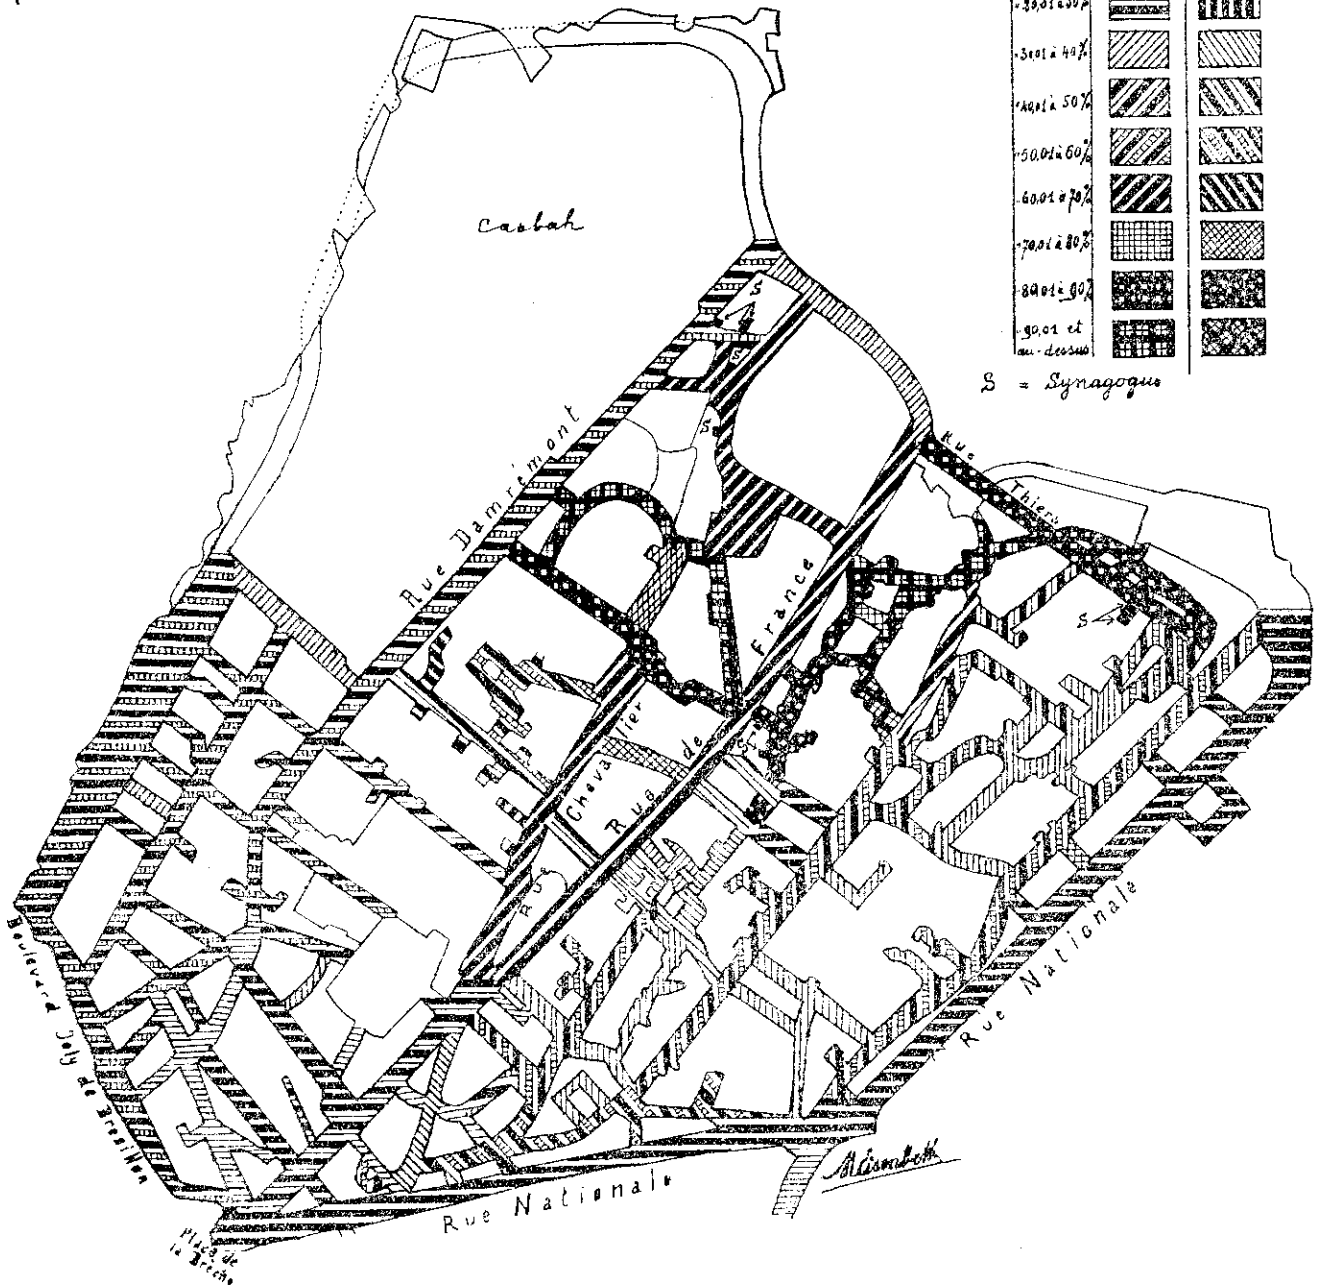 -30,01 à 40%
-40,01 à 50%
-50,01 à 60%
-60,01 à 70%
-70,01 à 80%
-80,01 à 90%
-90,01 et
au-dessus
S = Synagogue
Casbah
S
S
S
Rue Damrémont
Rue Thiers
S
Rue de France
Rue Chevalier
Boulevard Joly de Bresillon
Rue Nationale
Rue Nationale
Place de
la Brèche